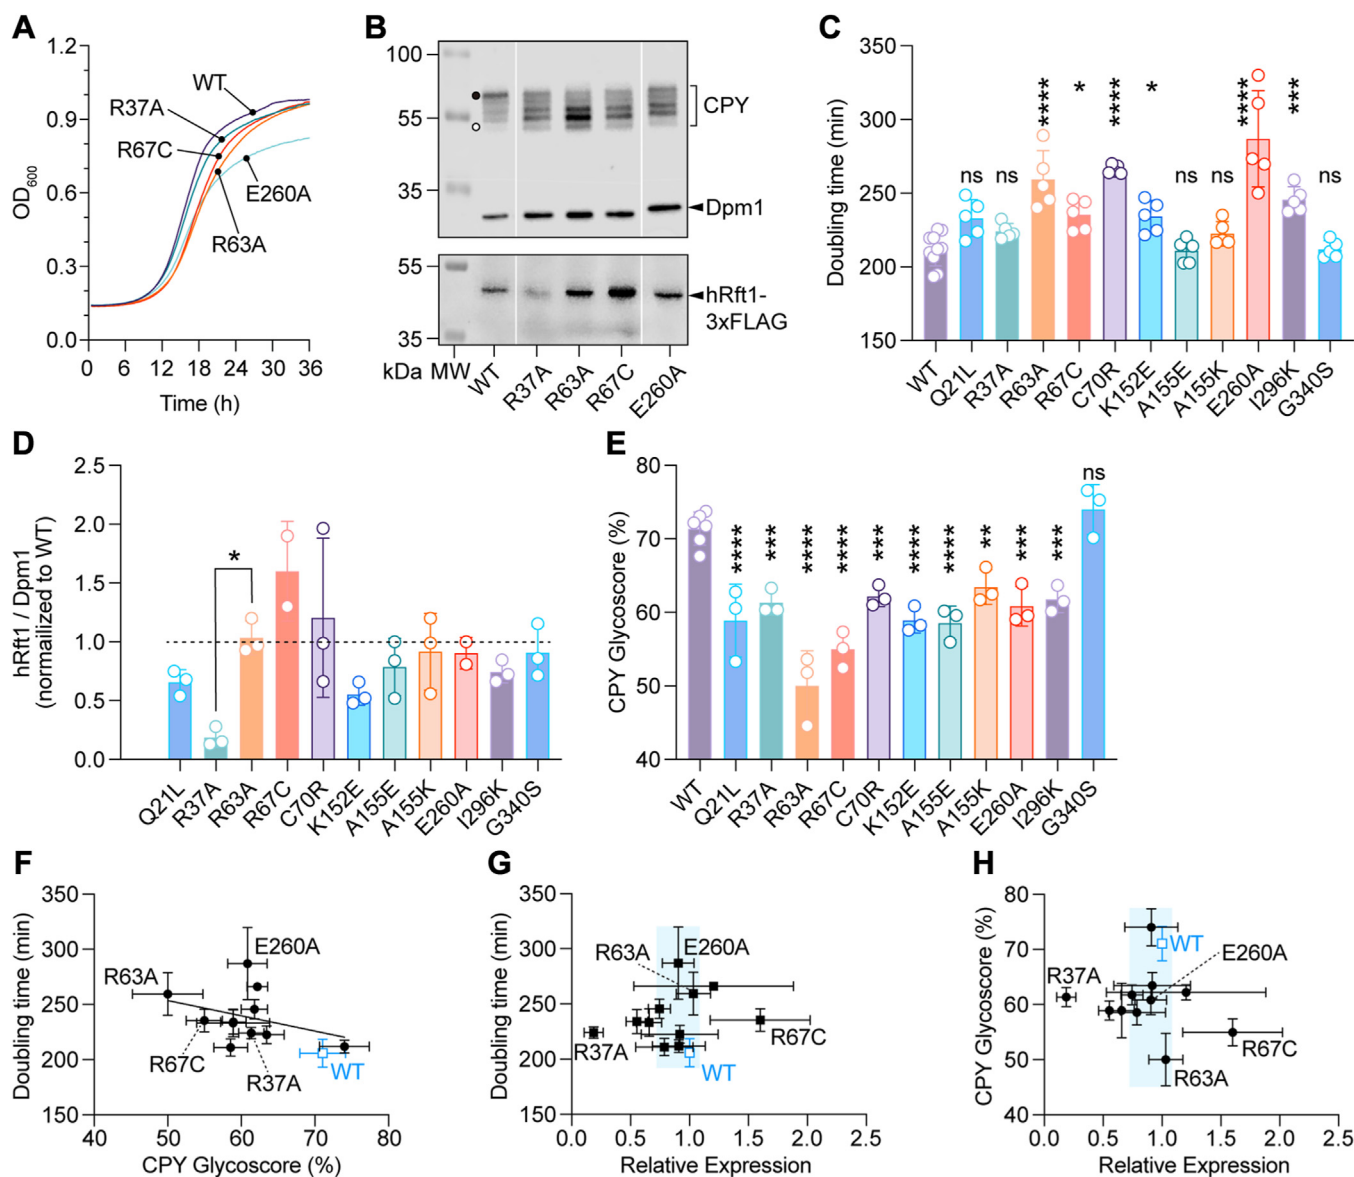 A
1.2
0.9
0.6
0.3
0.0
OD600
0 6 12 18 24 30 36
Time (h)
WT
R37A
R67C
E260A
R63A
B
100
55
35
CPY
Dpm1
55
35
hRft1-
3xFLAG
kDa MW WT R37A R63A R67C E260A
C
350
300
250
200
150
Doubling time (min)
ns ns **** * **** * ns ns **** *** ns
WT Q21L R37A R63A R67C C70R K152E A155E A155K E260A I296K G340S
D
2.5
2.0
1.5
1.0
0.5
0.0
hRft1 / Dpm1
(normailized to WT)
*
Q21L R37A R63A R67C C70R K152E A155E A155K E260A I296K G340S
E
80
70
60
50
40
CPY Glycoscore (%)
**** *** **** **** *** **** **** ** *** *** ns
WT Q21L R37A R63A R67C C70R K152E A155E A155K E260A I296K G340S
F
350
300
250
200
150
Doubling time (min)
40 50 60 70 80
CPY Glycoscore (%)
R63A
E260A
R67C
R37A
WT
G
350
300
250
200
150
Doubling time (min)
0.0 0.5 1.0 1.5 2.0 2.5
Relative Expression
R63A
E260A
R37A
R67C
WT
H
80
70
60
50
40
CPY Glycoscore (%)
0.0 0.5 1.0 1.5 2.0 2.5
Relative Expression
WT
R37A
E260A
R67C
R63A